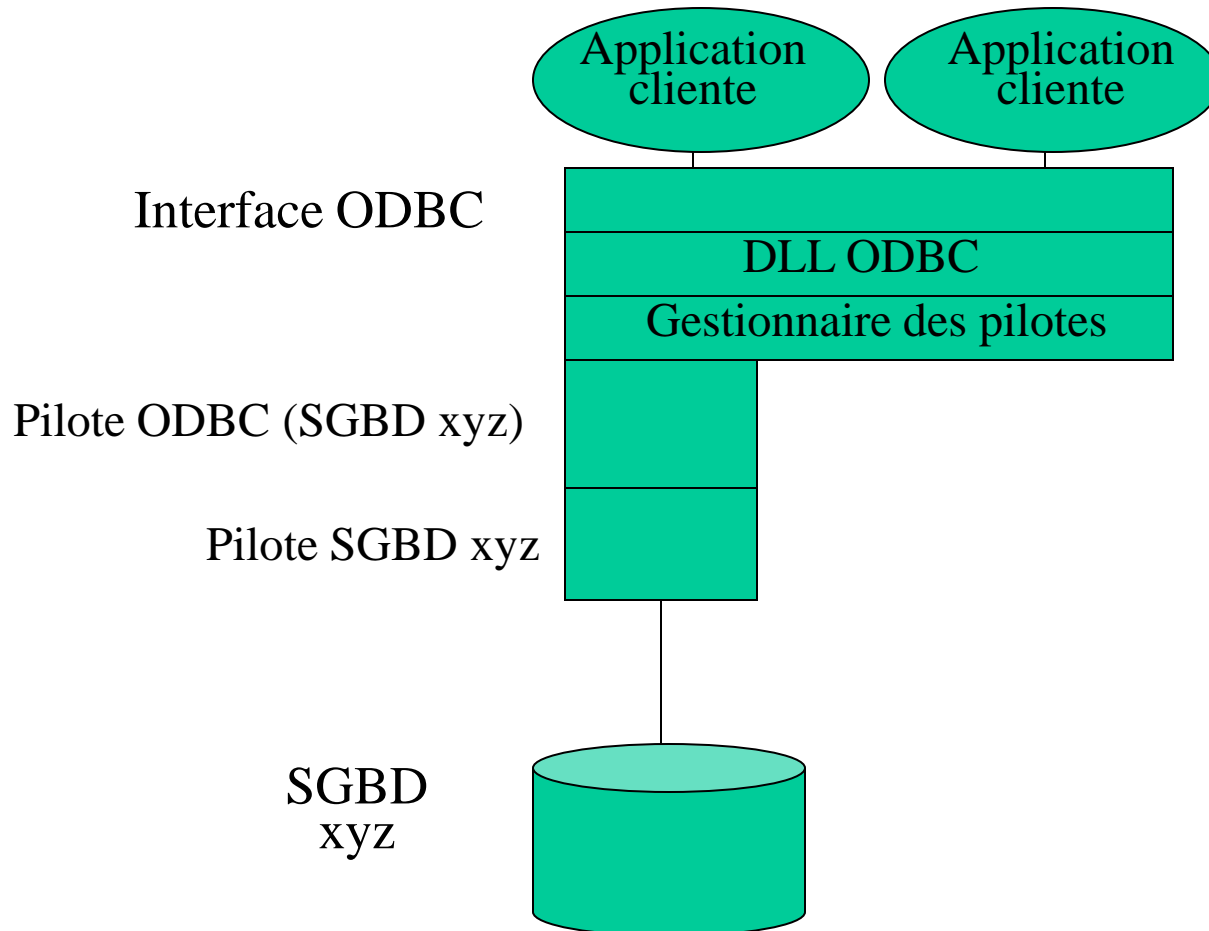 Application
cliente
Application
cliente
Interface ODBC
DLL ODBC
Gestionnaire des pilotes
Pilote ODBC (SGBD xyz)
Pilote SGBD xyz
SGBD
xyz